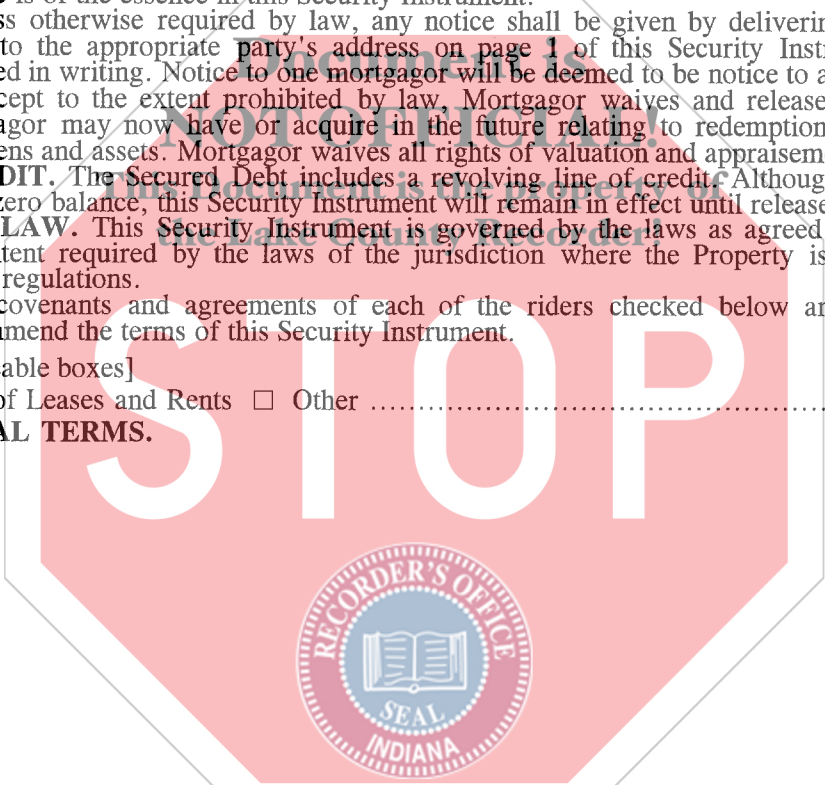 is of the essence in this Security Instrument.
ss otherwise required by law, any notice shall be given by deliverin
to the appropriate party's address on page 1 of this Security Inst
ed in writing. Notice to one mortgagor will be deemed to be notice to a
cept to the extent prohibited by law, Mortgagor waives and release
agor may now have or acquire in the future relating to redemption
ens and assets. Mortgagor waives all rights of valuation and appraisem
DIT. The Secured Debt includes a revolving line of credit. Although
zero balance, this Security Instrument will remain in effect until release
LAW. This Security Instrument is governed by the laws as agreed
tent required by the laws of the jurisdiction where the Property is
regulations.
covenants and agreements of each of the riders checked below ar
mend the terms of this Security Instrument.
able boxes]
of Leases and Rents ☐ Other ....................................................
AL TERMS.
Document is
NOT OFFICIAL!
This Document is the property of
the Lake County Recorder!
STOP
RECORDER'S OFFICE
SEAL
INDIANA